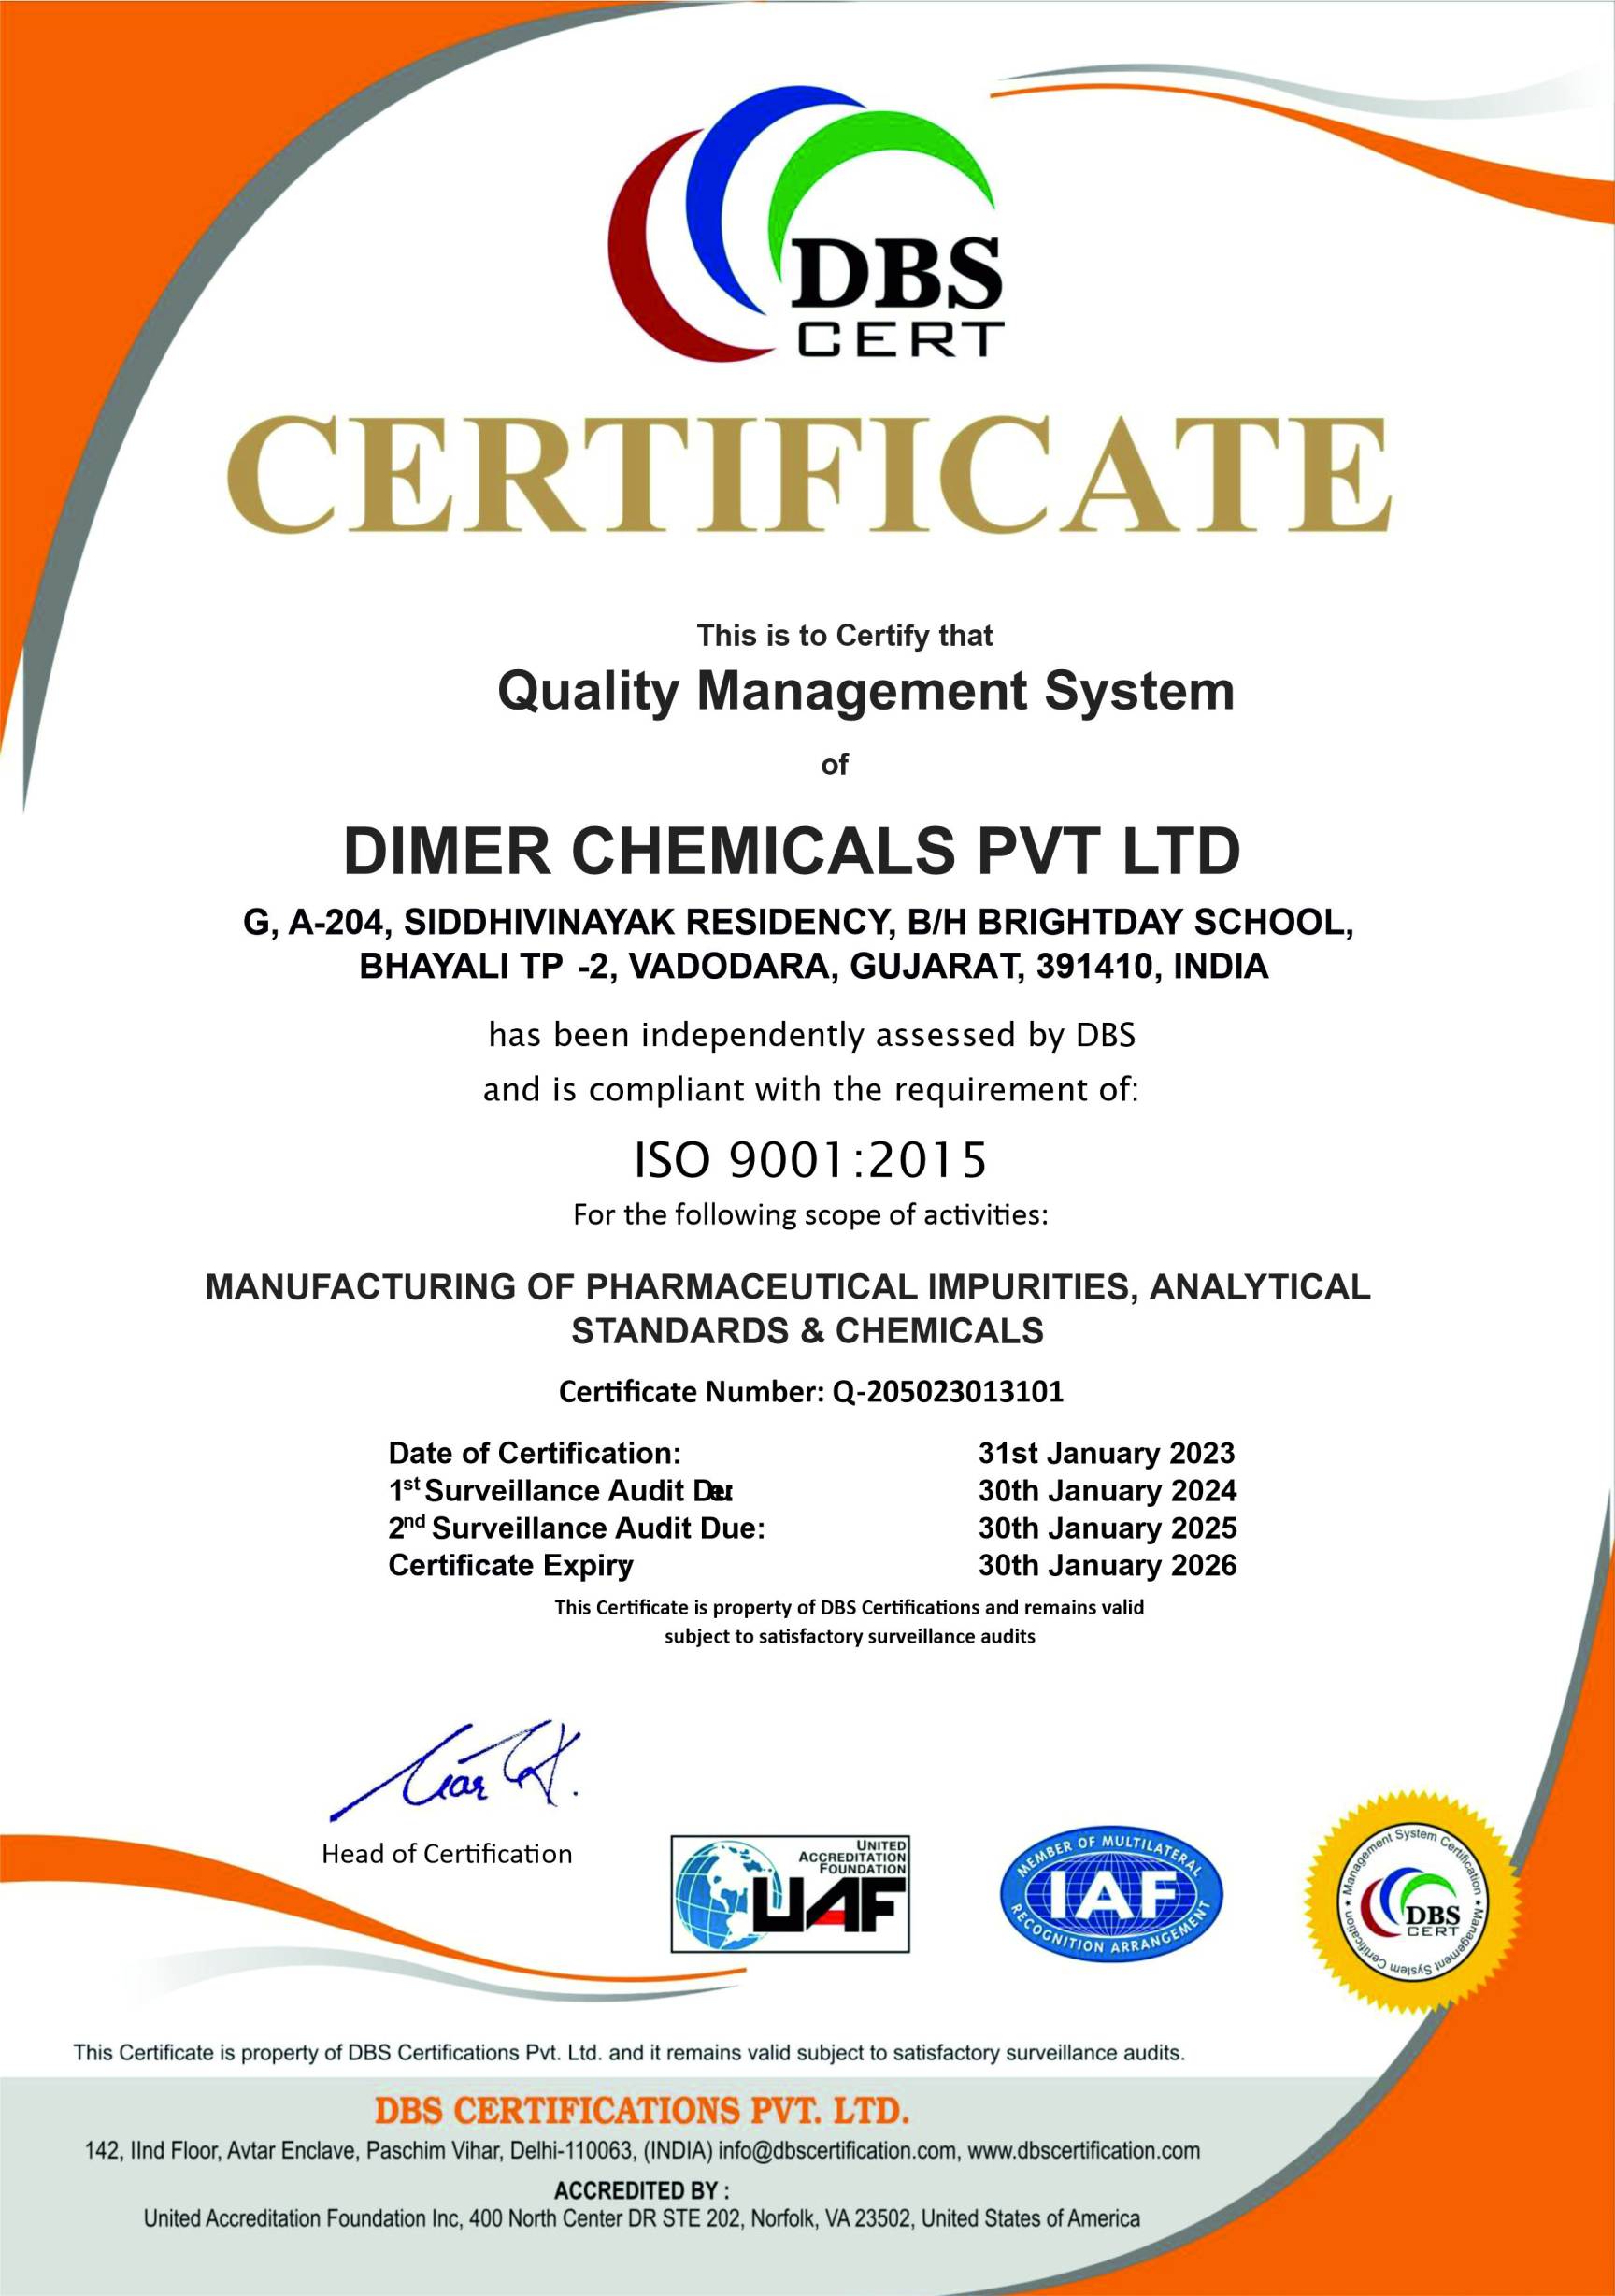 DBS
CERT
CERTIFICATE
This is to Certify that
Quality Management System
of
DIMER CHEMICALS PVT LTD
G, A-204, SIDDHIVINAYAK RESIDENCY, B/H BRIGHTDAY SCHOOL,
BHAYALI TP -2, VADODARA, GUJARAT, 391410, INDIA
has been independently assessed by DBS
and is compliant with the requirement of:
ISO 9001:2015
For the following scope of activities:
MANUFACTURING OF PHARMACEUTICAL IMPURITIES, ANALYTICAL
STANDARDS & CHEMICALS
Certificate Number: Q-205023013101
Date of Certification: 31st January 2023
1st Surveillance Audit 30th January 2024
2nd Surveillance Audit Due: 30th January 2025
Certificate Expiry 30th January 2026
This Certificate is property of DBS Certifications and remains valid
subject to satisfactory surveillance audits
Head of Certification
UNITED
ACCREDITATION
FOUNDATION
UAF
MEMBER OF MULTILATERAL
IAF
RECOGNITION ARRANGEMENT
Management System Certification • Management System Certification •
DBS
CERT
This Certificate is property of DBS Certifications Pvt. Ltd. and it remains valid subject to satisfactory surveillance audits.
DBS CERTIFICATIONS PVT. LTD.
142, IInd Floor, Avtar Enclave, Paschim Vihar, Delhi-110063, (INDIA) info@dbscertification.com, www.dbscertification.com
ACCREDITED BY :
United Accreditation Foundation Inc, 400 North Center DR STE 202, Norfolk, VA 23502, United States of America